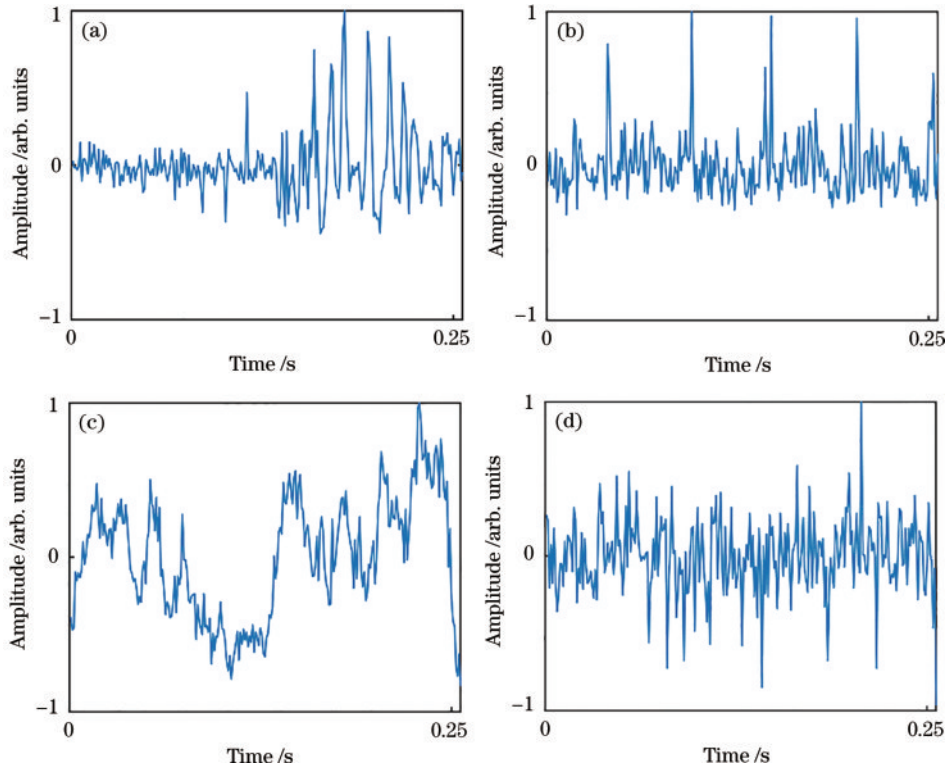 (a)
1
0
−1
Amplitude /arb. units
0
0.25
Time /s
(b)
1
0
−1
Amplitude /arb. units
0
0.25
Time /s
(c)
1
0
−1
Amplitude /arb. units
0
0.25
Time /s
(d)
1
0
−1
Amplitude /arb. units
0
0.25
Time /s